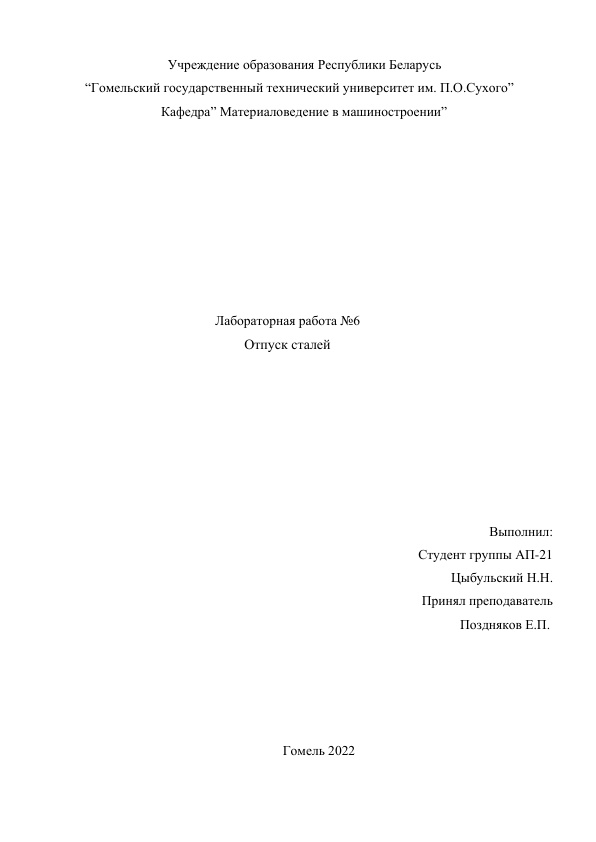 Учреждение образования Республики Беларусь
“Гомельский государственный технический университет им. П.О.Сухого”
Кафедра” Материаловедение в машиностроении”
Лабораторная работа №6
Отпуск сталей
Выполнил:
Студент группы АП-21
Цыбульский Н.Н.
Принял преподаватель
Поздняков Е.П.
Гомель 2022